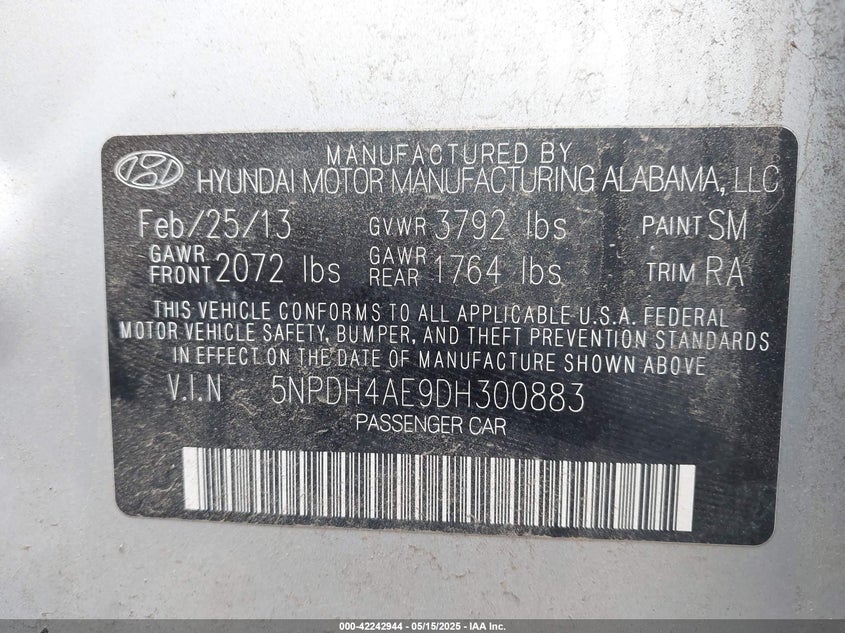 MANUFACTURED BY
HYUNDAI MOTOR MANUFACTURING ALABAMA, LLC
Feb/25/13 GVWR 3792 lbs PAINT SM
GAWR FRONT 2072 lbs GAWR REAR 1764 lbs TRIM RA
THIS VEHICLE CONFORMS TO ALL APPLICABLE U.S.A. FEDERAL
MOTOR VEHICLE SAFETY, BUMPER, AND THEFT PREVENTION STANDARDS
IN EFFECT ON THE DATE OF MANUFACTURE SHOWN ABOVE
V.I.N 5NPDH4AE9DH300883
PASSENGER CAR
000-42242944 - 05/15/2025 - IAA Inc.